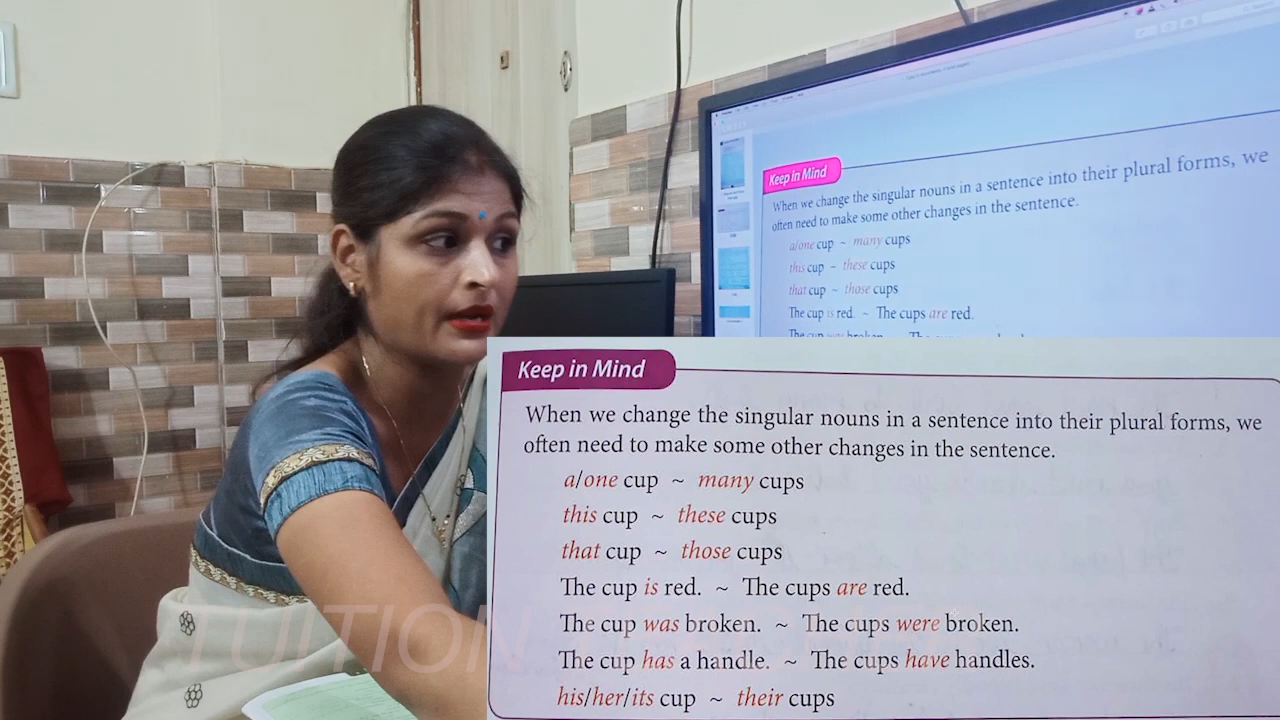 Keep in Mind
When we change the singular nouns in a sentence into their plural forms, we
often need to make some other changes in the sentence.
a/one cup ~ many cups
this cup ~ these cups
that cup ~ those cups
The cup is red. ~ The cups are red.
Keep in Mind
When we change the singular nouns in a sentence into their plural forms, we
often need to make some other changes in the sentence.
a/one cup ~ many cups
this cup ~ these cups
that cup ~ those cups
The cup is red. ~ The cups are red.
The cup was broken. ~ The cups were broken.
The cup has a handle. ~ The cups have handles.
his/her/its cup ~ their cups
TUITION